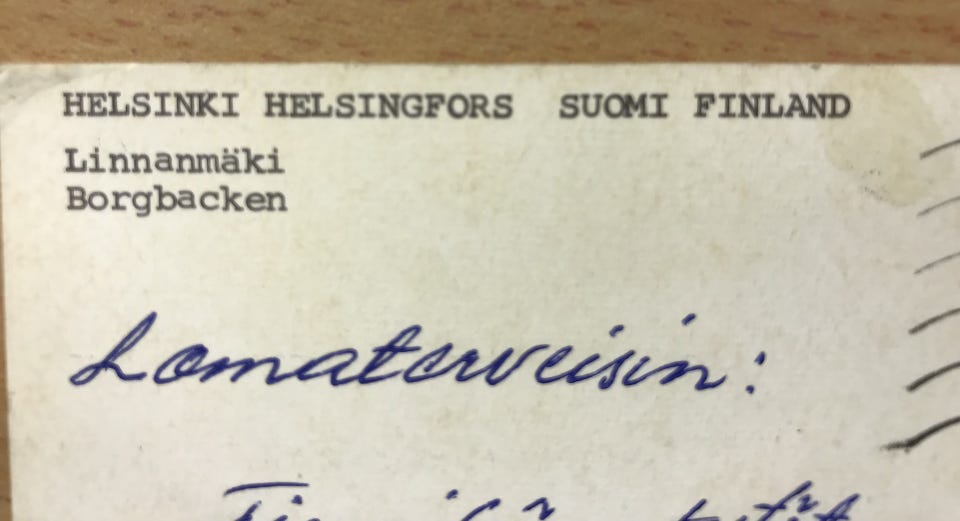 HELSINKI HELSINGFORS SUOMI FINLAND
Linnanmäki
Borgbacken
Lomaterveisin: